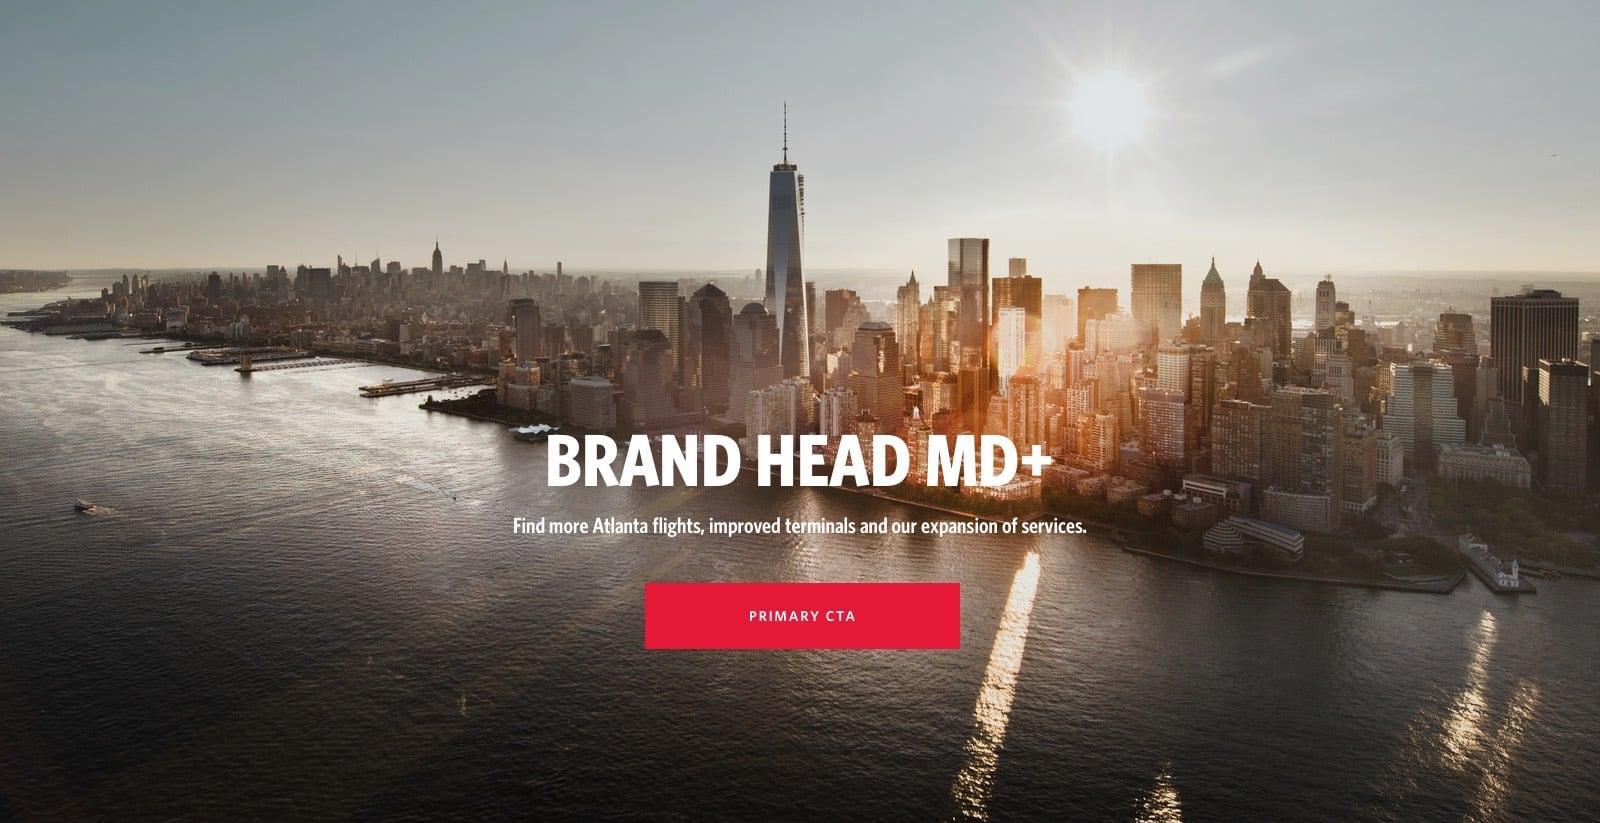 BRAND HEAD MD+
Find more Atlanta flights, improved terminals and our expansion of services.
PRIMARY CTA